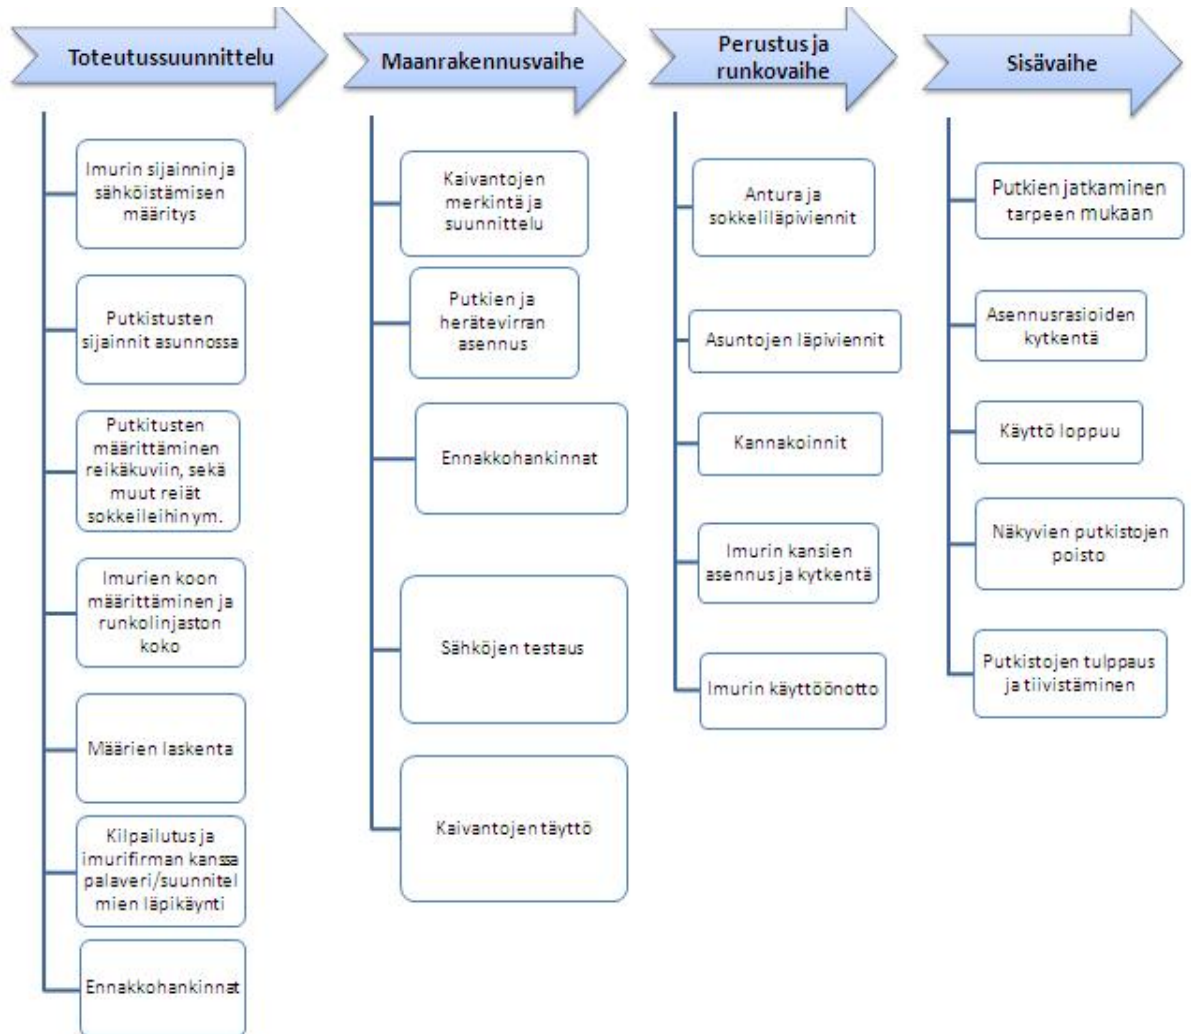 Toteutussuunnittelu
Imurin sijainnin ja
sähköistämisen
määritys
Putkistusten
sijainnit asunnossa
Putkitusten
määrittäminen
reikäkuviin, sekä
muut reiät
sokkeileihin ym.
Imurien koon
määrittäminen ja
runkolinjaston
koko
Määrien laskenta
Kilpailutus ja
imurifirman kanssa
palaveri/suunnitel
mien läpikäynti
Ennakkohankinnat
Maanrakennusvaihe
Kaivantojen
merkintä ja
suunnittelu
Putkien ja
herätevirran
asennus
Ennakkohankinnat
Sähköjen testaus
Kaivantojen täyttö
Perustus ja
runkovaihe
Antura ja
sokkeliläpiviennit
Asuntojen läpiviennit
Kannakoinnit
Imurin kansien
asennus ja kytkentä
Imurin käyttöönotto
Sisävaihe
Putkien jatkaminen
tarpeen mukaan
Asennusrasioiden
kytkentä
Käyttö loppuu
Näkyvien putkistojen
poisto
Putkistojen tulppaus
ja tiivistäminen